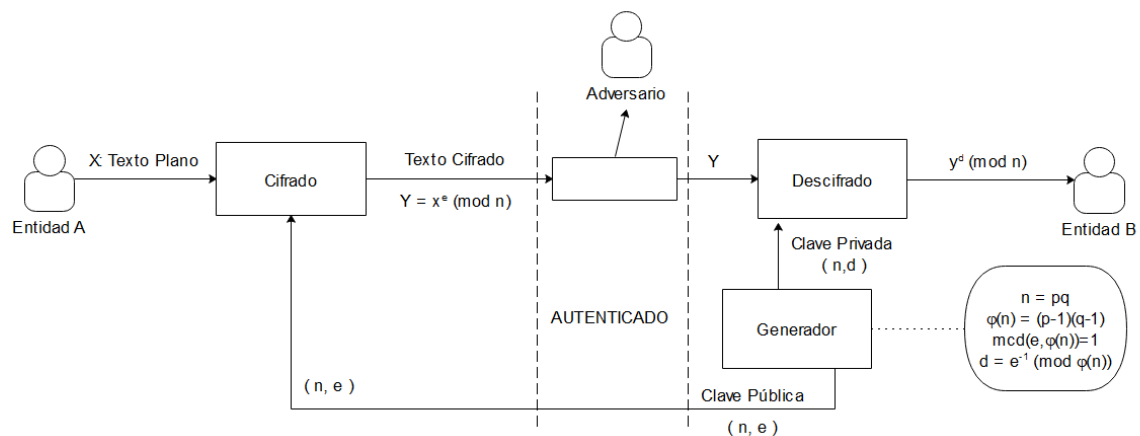 Adversario
X: Texto Plano
Entidad A
Cifrado
Texto Cifrado
Y = xᵉ (mod n)
Y
Descifrado
yᵈ (mod n)
Entidad B
Clave Privada
( n,d )
AUTENTICADO
Generador
n = pq
φ(n) = (p-1)(q-1)
mcd(e,φ(n))=1
d = e⁻¹ (mod φ(n))
( n, e )
Clave Pública
( n, e )